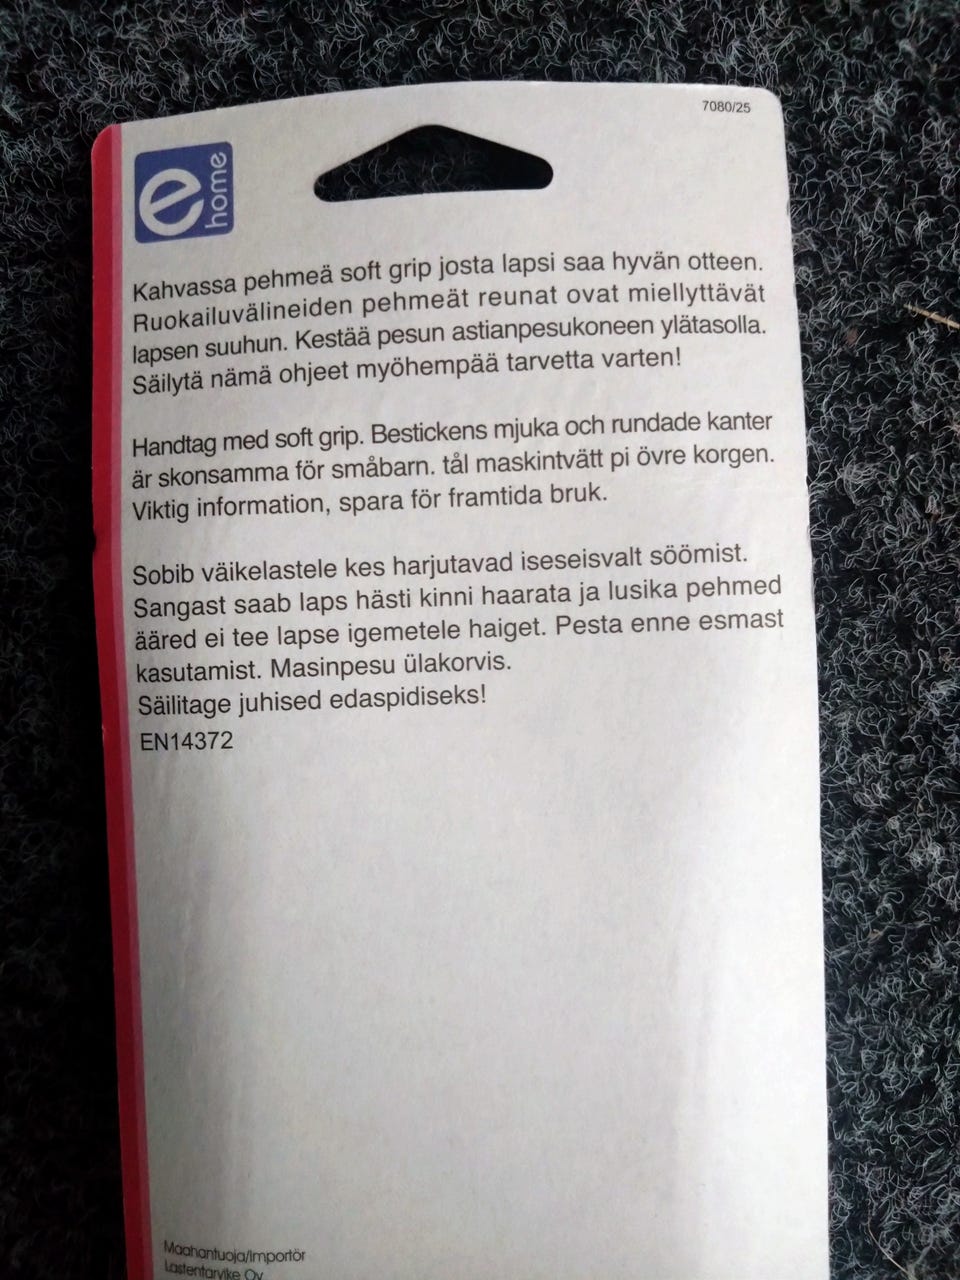 7080/25
e home
Kahvassa pehmeä soft grip josta lapsi saa hyvän otteen.
Ruokailuvälineiden pehmeät reunat ovat miellyttävät
lapsen suuhun. Kestää pesun astianpesukoneen ylätasolla.
Säilytä nämä ohjeet myöhempää tarvetta varten!
Handtag med soft grip. Bestickens mjuka och rundade kanter
är skonsamma för småbarn. tål maskintvätt pi övre korgen.
Viktig information, spara för framtida bruk.
Sobib väikelastele kes harjutavad iseseisvalt söömist.
Sangast saab laps hästi kinni haarata ja lusika pehmed
ääred ei tee lapse igemetele haiget. Pesta enne esmast
kasutamist. Masinpesu ülakorvis.
Säilitage juhised edaspidiseks!
EN14372
Maahantuoja/Importör
Lastentarvike Oy